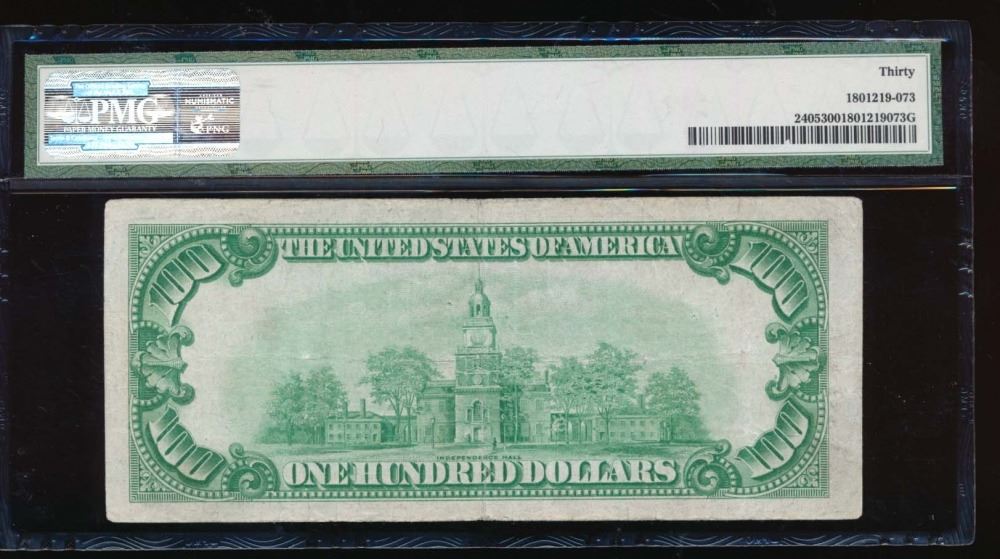 Thirty
1801219-073
24053001801219073G
PMG
PAPER MONEY GUARANTY
NUMISMATIC
PNG
THE UNITED STATES OF AMERICA
100
100
INDEPENDENCE HALL
100
100
ONE HUNDRED DOLLARS